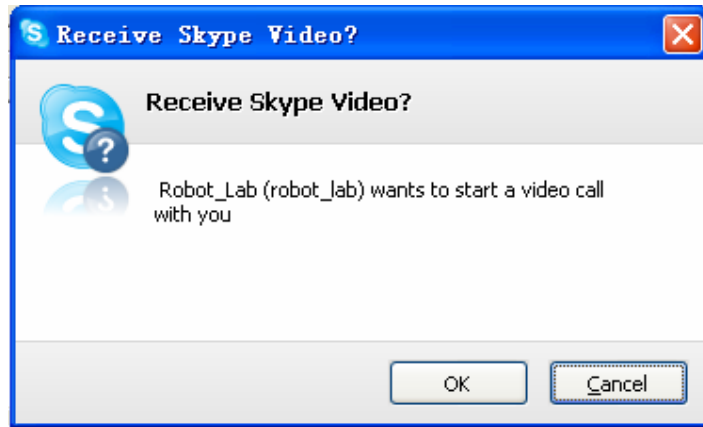 Receive Skype Video?
Receive Skype Video?
Robot_Lab (robot_lab) wants to start a video call
with you
OK
Cancel